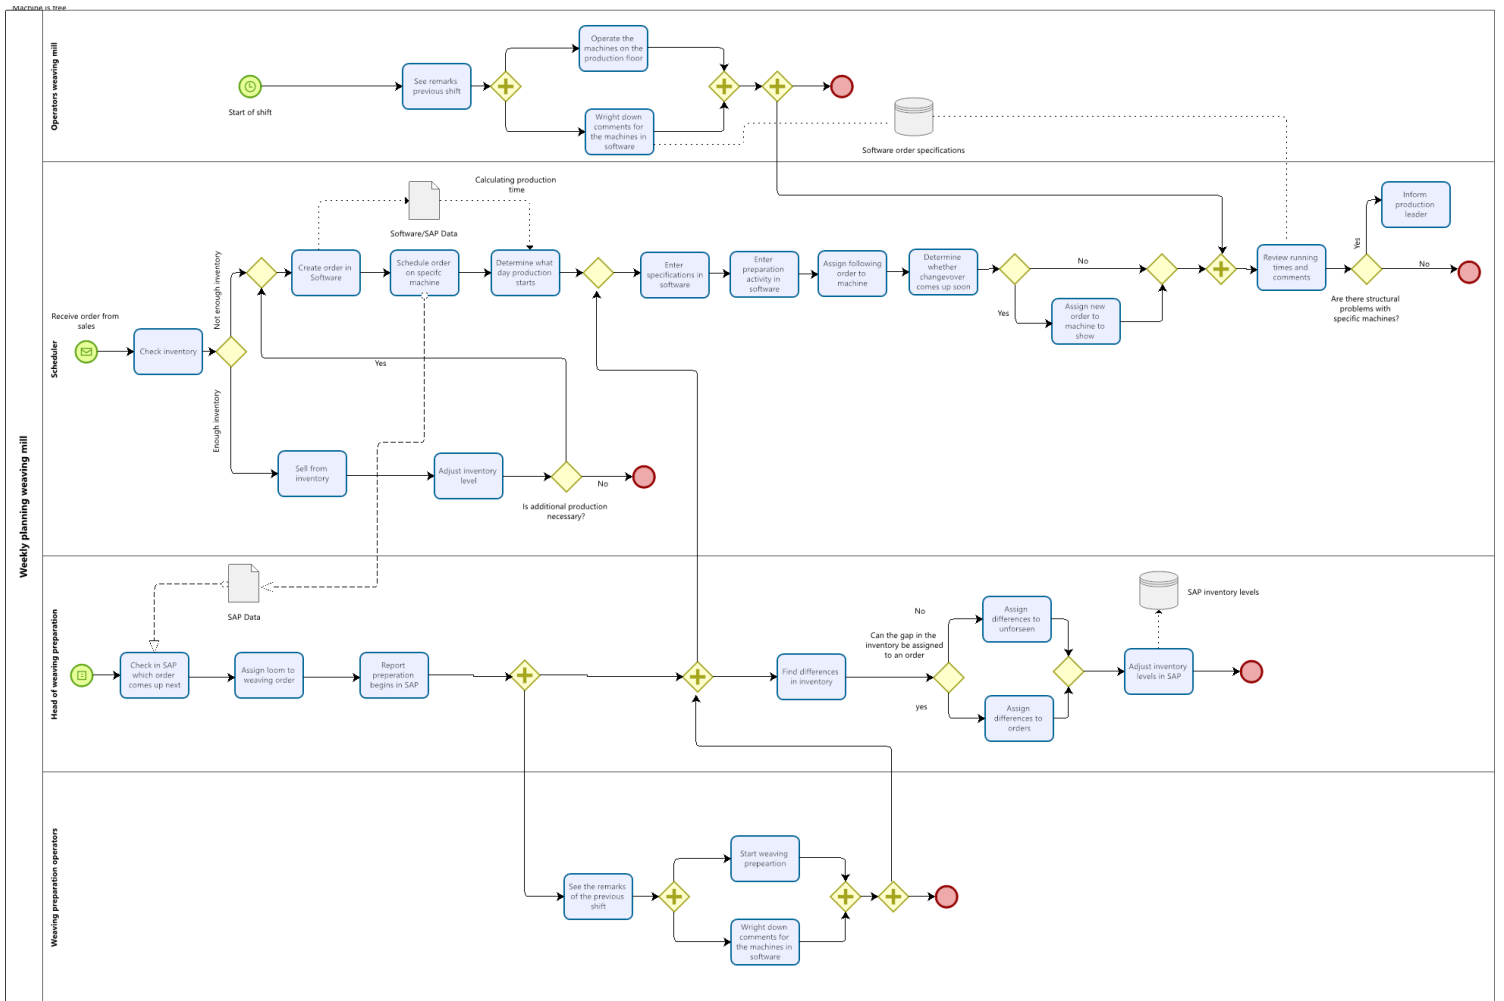 Machine is free
Weekly planning weaving mill
Operators weaving mill
Start of shift
See remarks
previous shift
Operate the
machines on the
production floor
Wright down
comments for
the machines in
software
Software order specifications
Scheduler
Receive order from
sales
Check inventory
Not enough inventory
Enough inventory
Create order in
Software
Software/SAP Data
Calculating production
time
Schedule order
on specifc
machine
Determine what
day production
starts
Enter
specifications in
software
Enter
preparation
activity in
software
Assign following
order to
machine
Determine
whether
changeover
comes up soon
No
Yes
Assign new
order to
machine to
show
Review running
times and
comments
Yes
No
Inform
production
leader
Are there structural
problems with
specific machines?
Yes
Sell from
inventory
Adjust inventory
level
No
Is additional production
necessary?
Head of weaving preparation
SAP Data
Check in SAP
which order
comes up next
Assign loom to
weaving order
Report
preperation
begins in SAP
Find differences
in inventory
No
Can the gap in the
inventory be assigned
to an order
yes
Assign
differences to
unforseen
Assign
differences to
orders
SAP inventory levels
Adjust inventory
levels in SAP
Weaving preparation operators
See the remarks
of the previous
shift
Start weaving
prepeartion
Wright down
comments for
the machines in
software